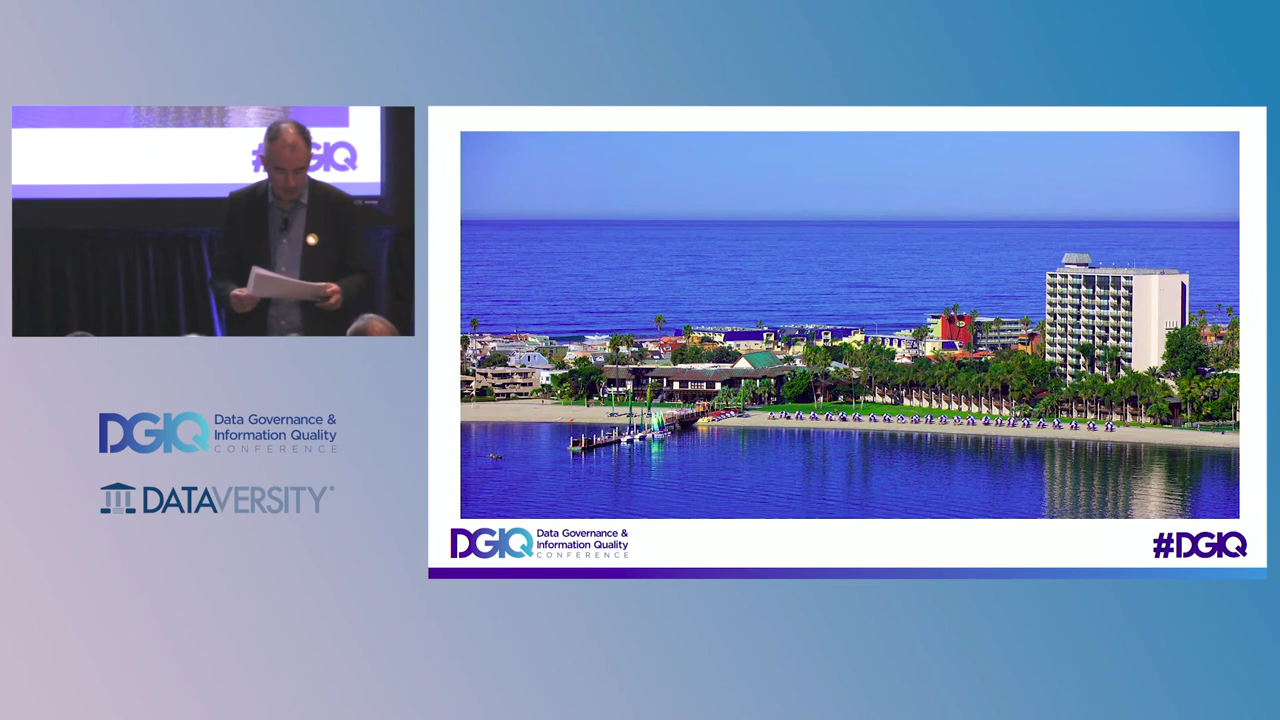 #DGIQ
DGIQ
Data Governance &
Information Quality
CONFERENCE
DATAVERSITY
DGIQ
Data Governance &
Information Quality
CONFERENCE
#DGIQ